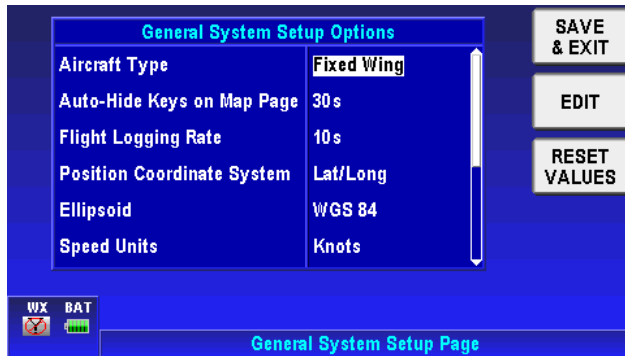 General System Setup Options
Aircraft Type Fixed Wing
Auto-Hide Keys on Map Page 30s
Flight Logging Rate 10s
Position Coordinate System Lat/Long
Ellipsoid WGS 84
Speed Units Knots
SAVE
& EXIT
EDIT
RESET
VALUES
WX BAT
General System Setup Page